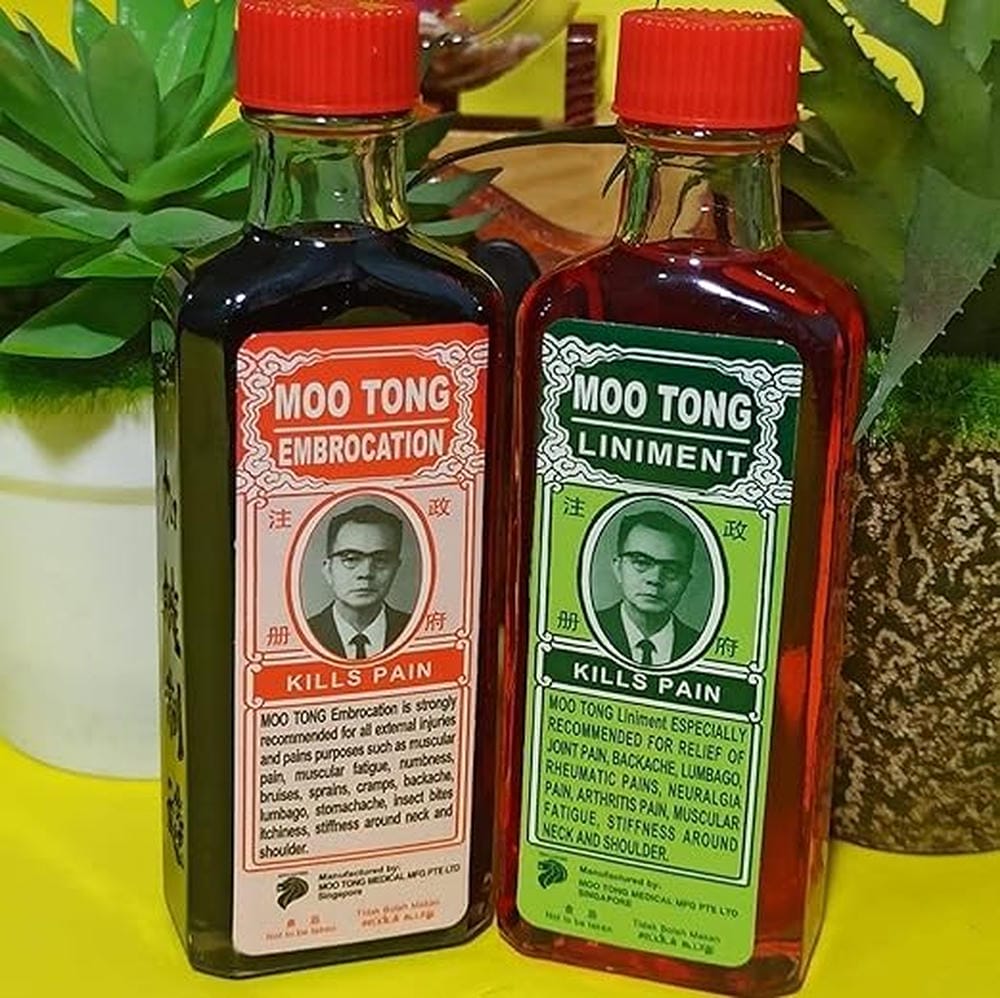 MOO TONG
EMBROCATION
注 政
册 府
KILLS PAIN
MOO TONG Embrocation is strongly
recommended for all external injuries
and pains purposes such as muscular
pain, muscular fatigue, numbness,
bruises, sprains, cramps, backache,
lumbago, stomachache, insect bites
itchiness, stiffness around neck and
shoulder.
Manufactured by:
MOO TONG MEDICAL MFG PTE LTD
Singapore
Not to be taken
Tidak Boleh Makan
MOO TONG
LINIMENT
注 政
册 府
KILLS PAIN
MOO TONG Liniment ESPECIALLY
RECOMMENDED FOR RELIEF OF
JOINT PAIN, BACKACHE, LUMBAGO,
RHEUMATIC PAINS, NEURALGIA
PAIN, ARTHRITIS PAIN, MUSCULAR
FATIGUE, STIFFNESS AROUND
NECK AND SHOULDER.
Manufactured by:
MOO TONG MEDICAL MFG PTE LTD
SINGAPORE
Not to be taken
Tidak Boleh Makan